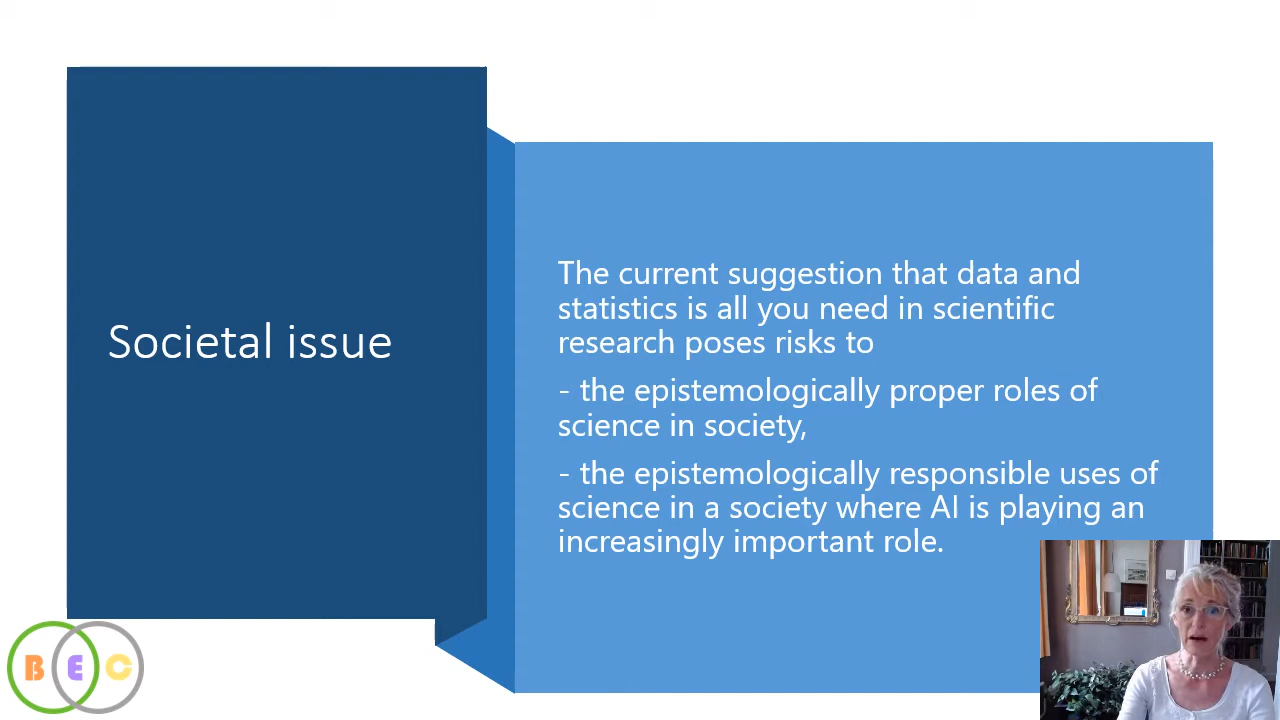 Societal issue
The current suggestion that data and
statistics is all you need in scientific
research poses risks to
- the epistemologically proper roles of
science in society,
- the epistemologically responsible uses of
science in a society where AI is playing an
increasingly important role.
B E C